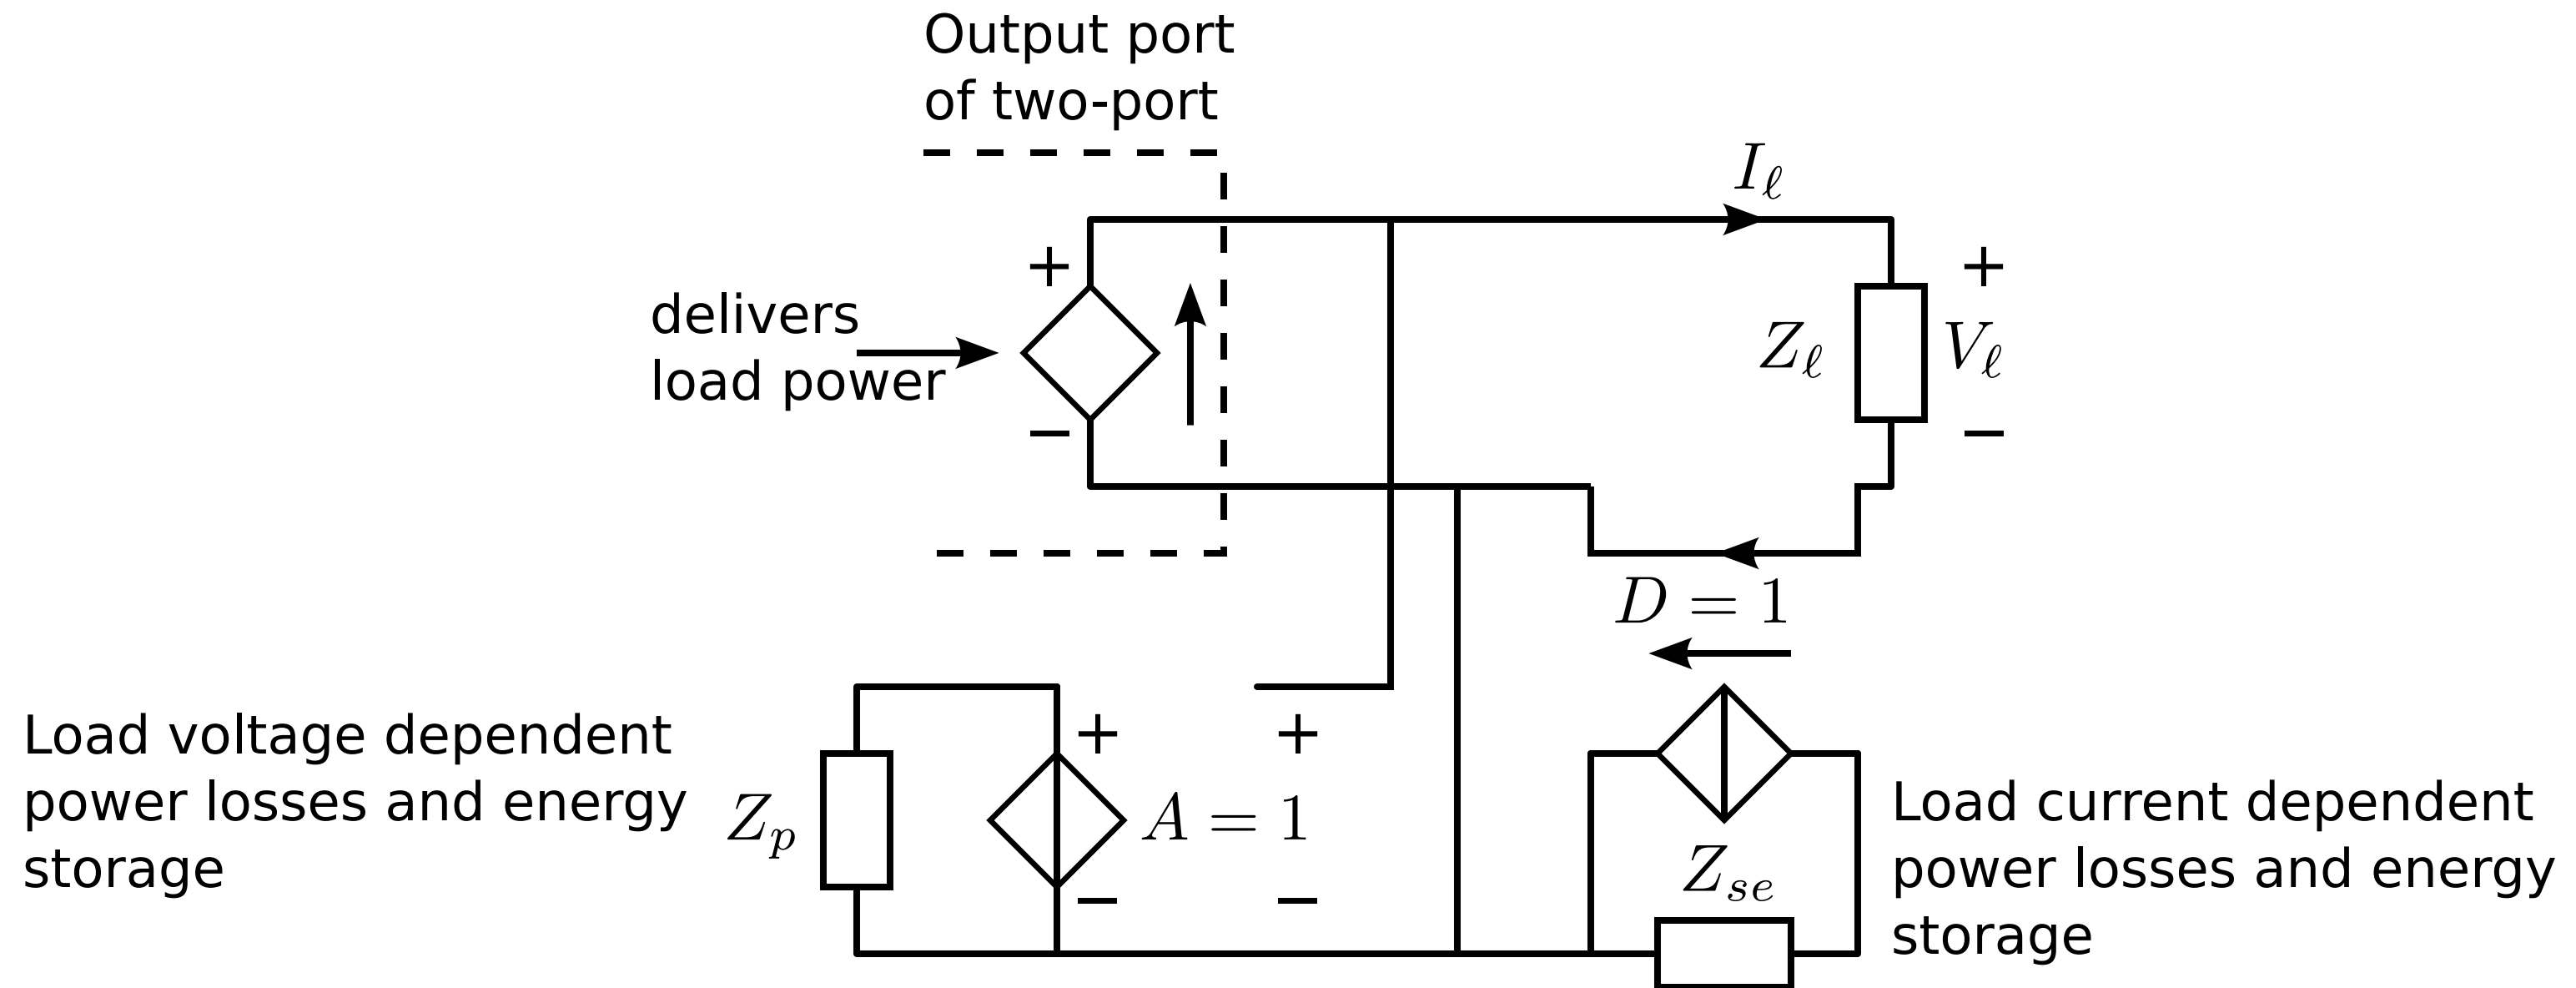 Output port
of two-port
I_ℓ
+
+
delivers
load power
Z_ℓ
V_ℓ
−
−
D = 1
Load voltage dependent
power losses and energy
storage
+
+
Z_p
A = 1
−
−
Z_se
Load current dependent
power losses and energy
storage